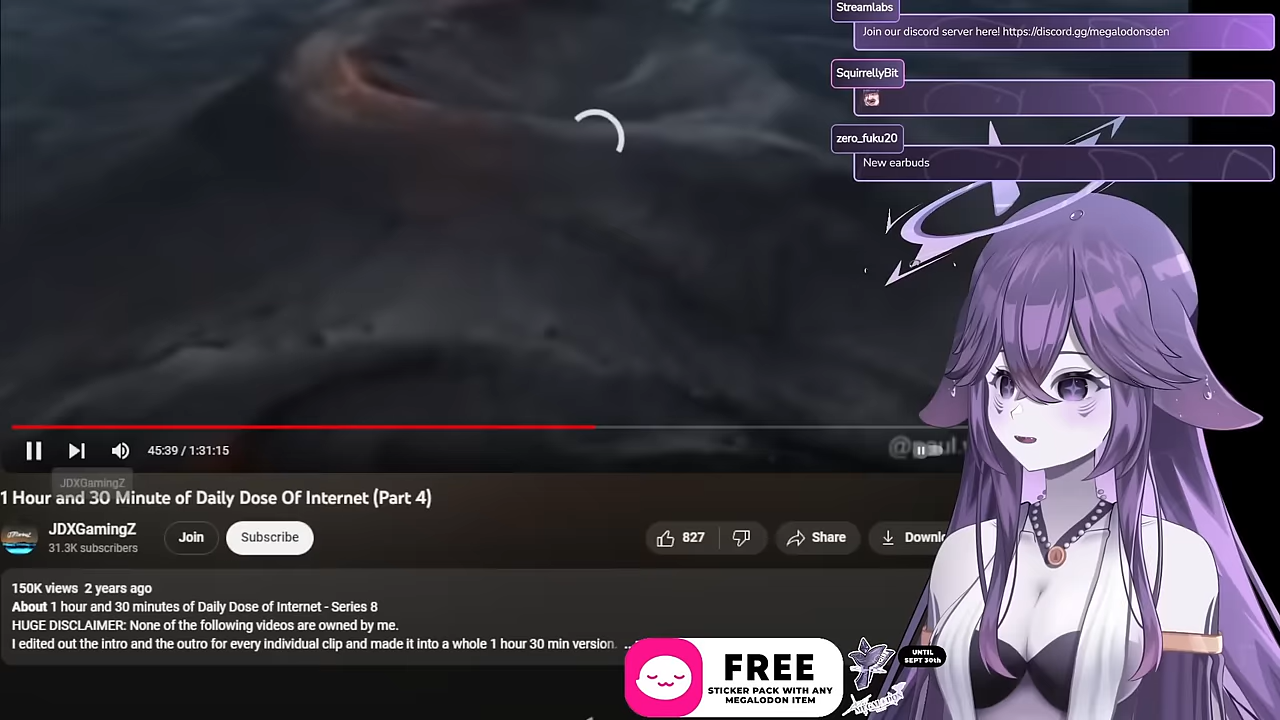 Streamlabs
Join our discord server here! https://discord.gg/megalodonsden
SquirrellyBit
zero_fuku20
New earbuds
45:39 / 1:31:15
JDXGamingZ
1 Hour and 30 Minute of Daily Dose Of Internet (Part 4)
JDXGamingZ
31.3K subscribers
Join
Subscribe
827
Share
Downl
150K views 2 years ago
About 1 hour and 30 minutes of Daily Dose of Internet - Series 8
HUGE DISCLAIMER: None of the following videos are owned by me.
I edited out the intro and the outro for every individual clip and made it into a whole 1 hour 30 min version. ...
FREE
STICKER PACK WITH ANY
MEGALODON ITEM
UNTIL
SEPT 30th